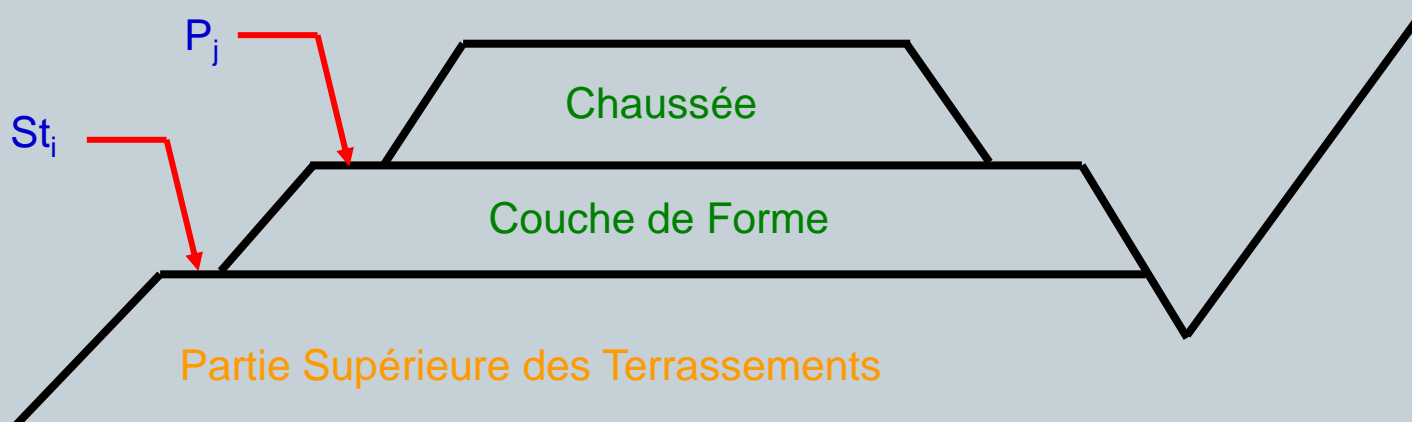 Pj
Chaussée
Sti
Couche de Forme
Partie Supérieure des Terrassements